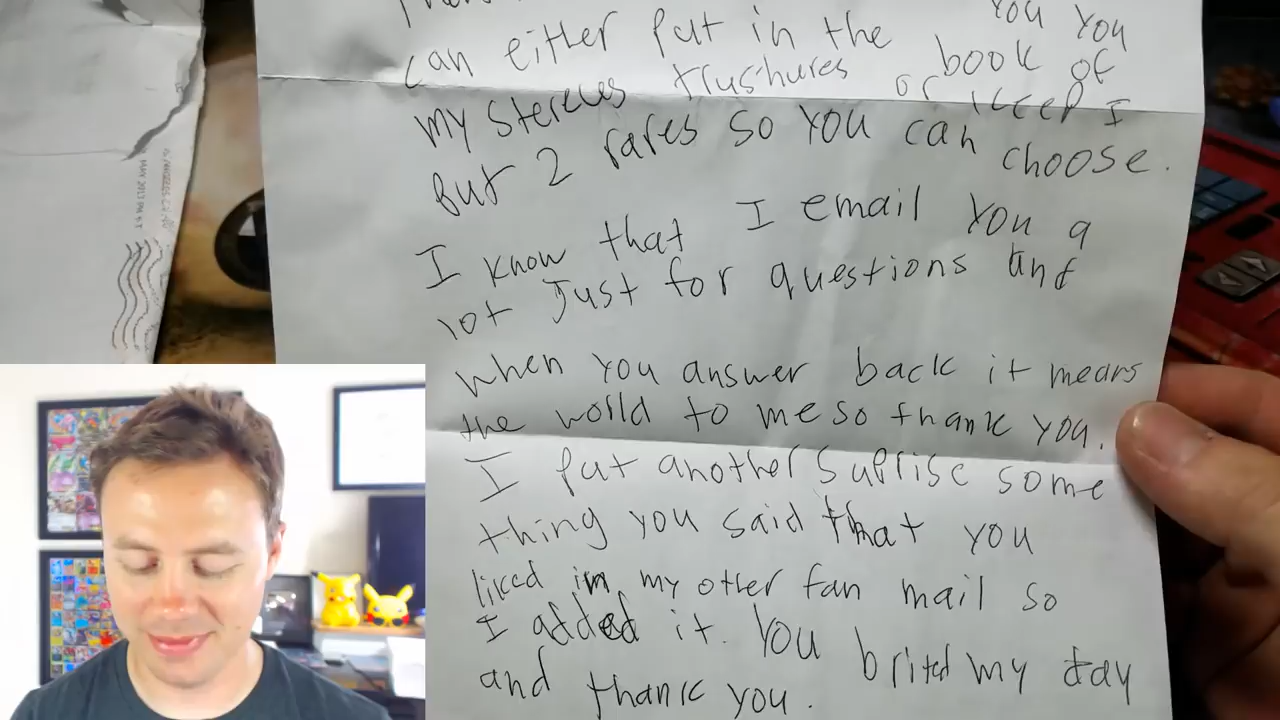 You You
can either put in the book of
mystereus trushures or keep I
put 2 rares so you can choose.
I know that I email you a
lot just for questions and
when you answer back it means
the world to me so thank you.
I put another suprise some
thing you said that you
liked in my other fan mail so
I added it. You brited my day
and thank you.